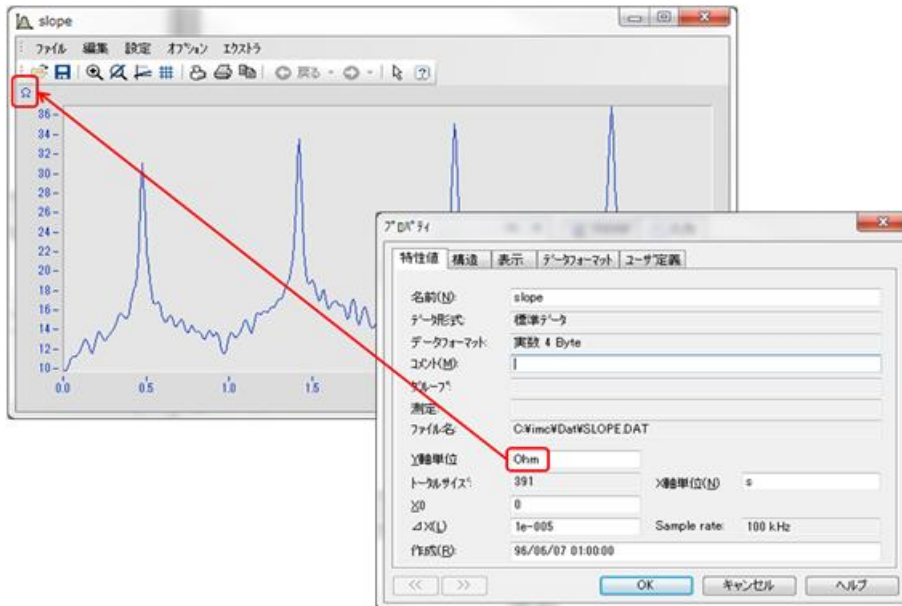 slope
ファイル 編集 設定 オプション エクストラ
戻る
Ω
36
34
32
30
28
26
24
22
20
18
16
14
12
10
0.0 0.5 1.0 1.5
プロパティ
特性値 構造 表示 データフォーマット ユーザ定義
名前(N): slope
データ形式: 標準データ
データフォーマット: 実数 4 Byte
コメント(M):
グループ:
測定:
ファイル名: C:¥imc¥Dat¥SLOPE.DAT
Y軸単位 Ohm
トータルサイズ: 391 X軸単位(N) s
X0 0
⊿X(L) 1e-005 Sample rate: 100 kHz
作成(R): 96/06/07 01:00:00
<< >> OK キャンセル ヘルプ